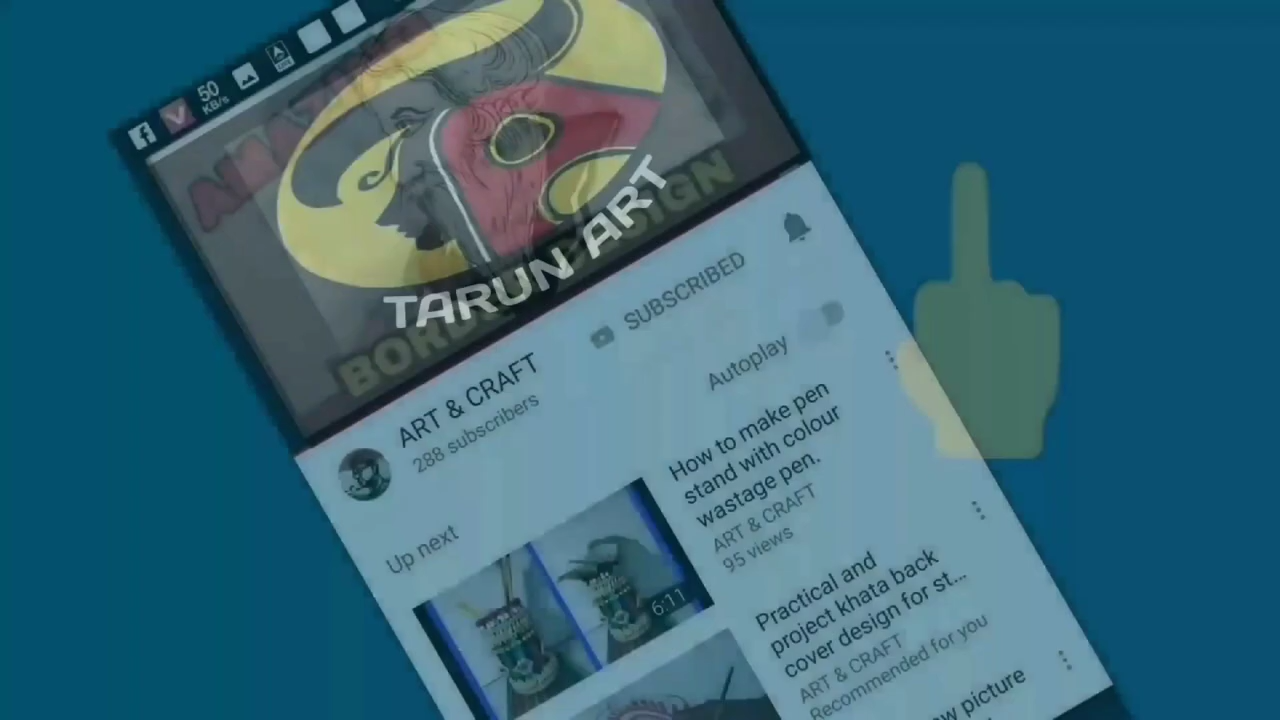 50
KB/s
TARUN ART
BORDER DESIGN
ART & CRAFT
288 subscribers
SUBSCRIBED
Autoplay
Up next
6:11
How to make pen
stand with colour
wastage pen.
ART & CRAFT
95 views
Practical and
project khata back
cover design for st...
ART & CRAFT
Recommended for you
picture